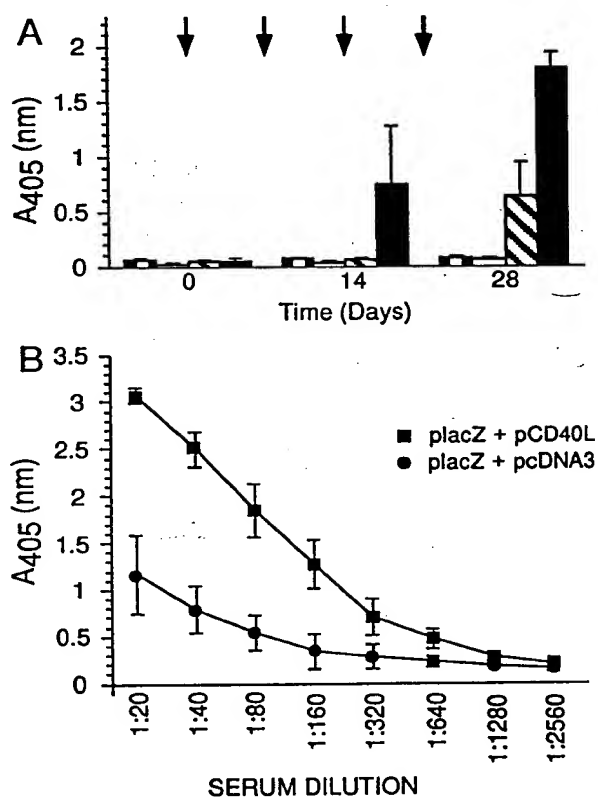 A
2
1.5
1
0.5
0
A405 (nm)
0 14 28
Time (Days)
B
3.5
3
2.5
2
1.5
1
0.5
0
A405 (nm)
placZ + pCD40L
placZ + pcDNA3
1:20 1:40 1:80 1:160 1:320 1:640 1:1280 1:2560
SERUM DILUTION